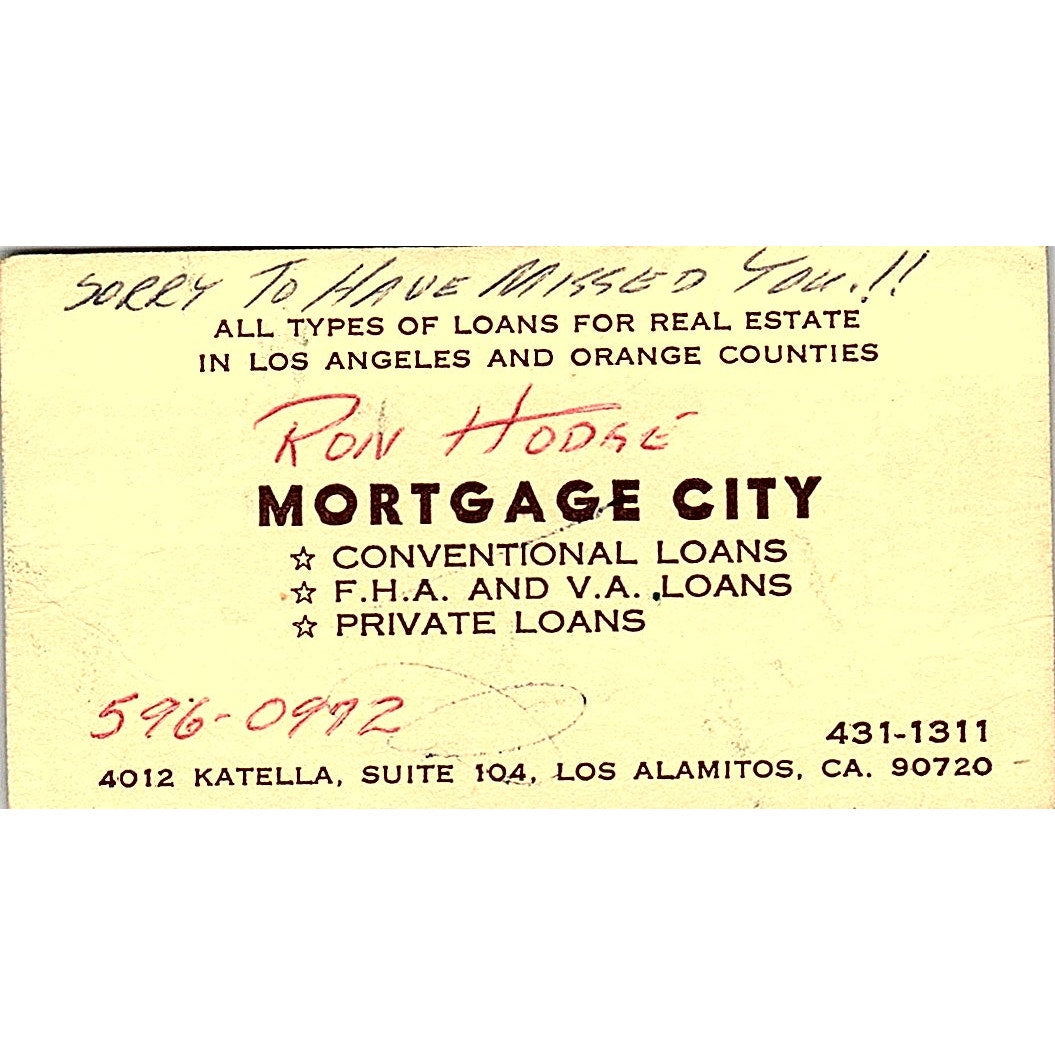 SORRY TO HAVE MISSED YOU.!!
ALL TYPES OF LOANS FOR REAL ESTATE
IN LOS ANGELES AND ORANGE COUNTIES
RON HODGE
MORTGAGE CITY
☆ CONVENTIONAL LOANS
☆ F.H.A. AND V.A. LOANS
☆ PRIVATE LOANS
596-0972
431-1311
4012 KATELLA, SUITE 104, LOS ALAMITOS, CA. 90720